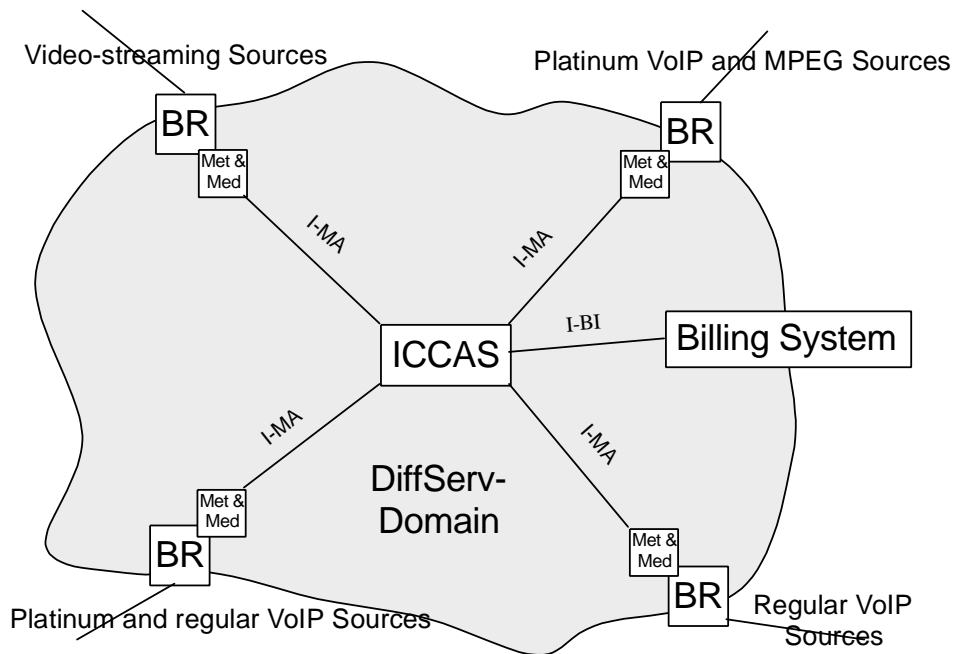 Video-streaming Sources
Platinum VoIP and MPEG Sources
BR
BR
Met &
Med
Met &
Med
I-MA
I-MA
I-BI
Billing System
ICCAS
I-MA
I-MA
DiffServ-
Domain
Met &
Med
Met &
Med
BR
BR
Platinum and regular VoIP Sources
Regular VoIP
Sources